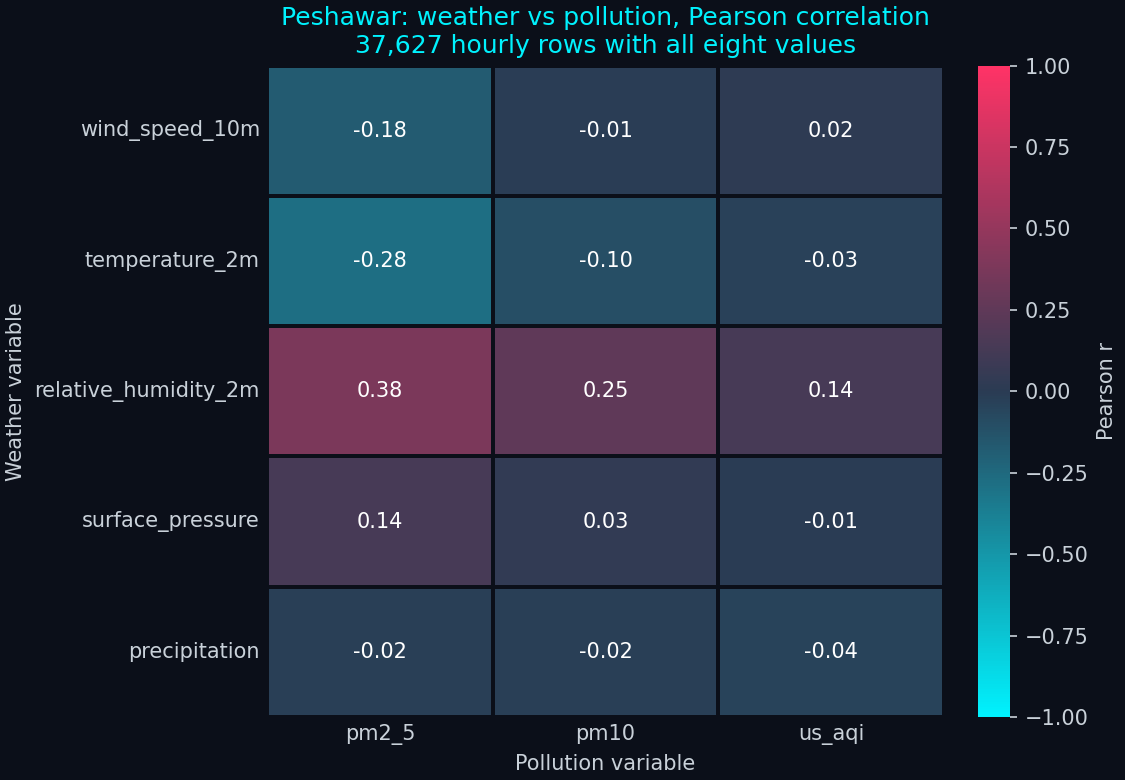 Peshawar: weather vs pollution, Pearson correlation
37,627 hourly rows with all eight values
Weather variable
wind_speed_10m -0.18 -0.01 0.02
temperature_2m -0.28 -0.10 -0.03
relative_humidity_2m 0.38 0.25 0.14
surface_pressure 0.14 0.03 -0.01
precipitation -0.02 -0.02 -0.04
pm2_5 pm10 us_aqi
Pollution variable
1.00
0.75
0.50
0.25
0.00
−0.25
−0.50
−0.75
−1.00
Pearson r